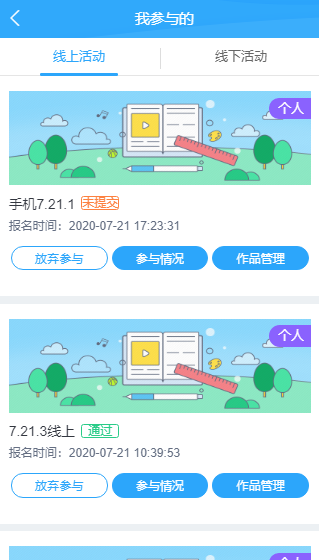 我参与的
线上活动 线下活动
个人
手机7.21.1 未提交
报名时间：2020-07-21 17:23:31
放弃参与 参与情况 作品管理
个人
7.21.3线上 通过
报名时间：2020-07-21 10:39:53
放弃参与 参与情况 作品管理
个人